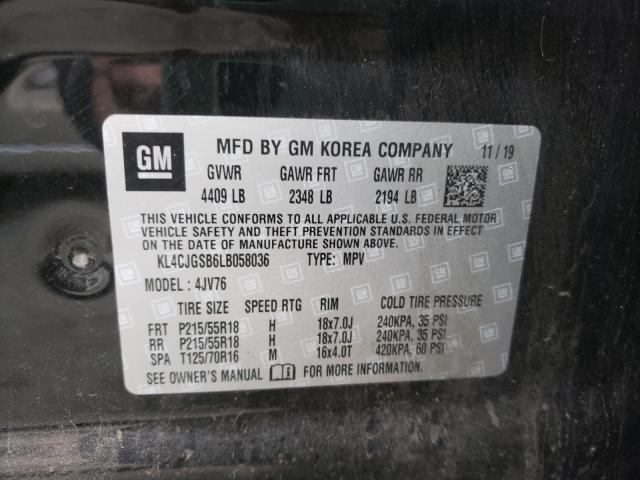 GM MFD BY GM KOREA COMPANY 11/19
GVWR GAWR FRT GAWR RR
4409 LB 2348 LB 2194 LB
THIS VEHICLE CONFORMS TO ALL APPLICABLE U.S. FEDERAL MOTOR
VEHICLE SAFETY AND THEFT PREVENTION STANDARDS IN EFFECT ON
THE DATE OF MANUFACTURE SHOWN ABOVE.
KL4CJGSB6LB058036 TYPE: MPV
MODEL: 4JV76
TIRE SIZE SPEED RTG RIM COLD TIRE PRESSURE
FRT P215/55R18 H 18x7.0J 240KPA, 35 PSI
RR P215/55R18 H 18x7.0J 240KPA, 35 PSI
SPA T125/70R16 M 16x4.0T 420KPA, 60 PSI
SEE OWNER'S MANUAL FOR MORE INFORMATION.